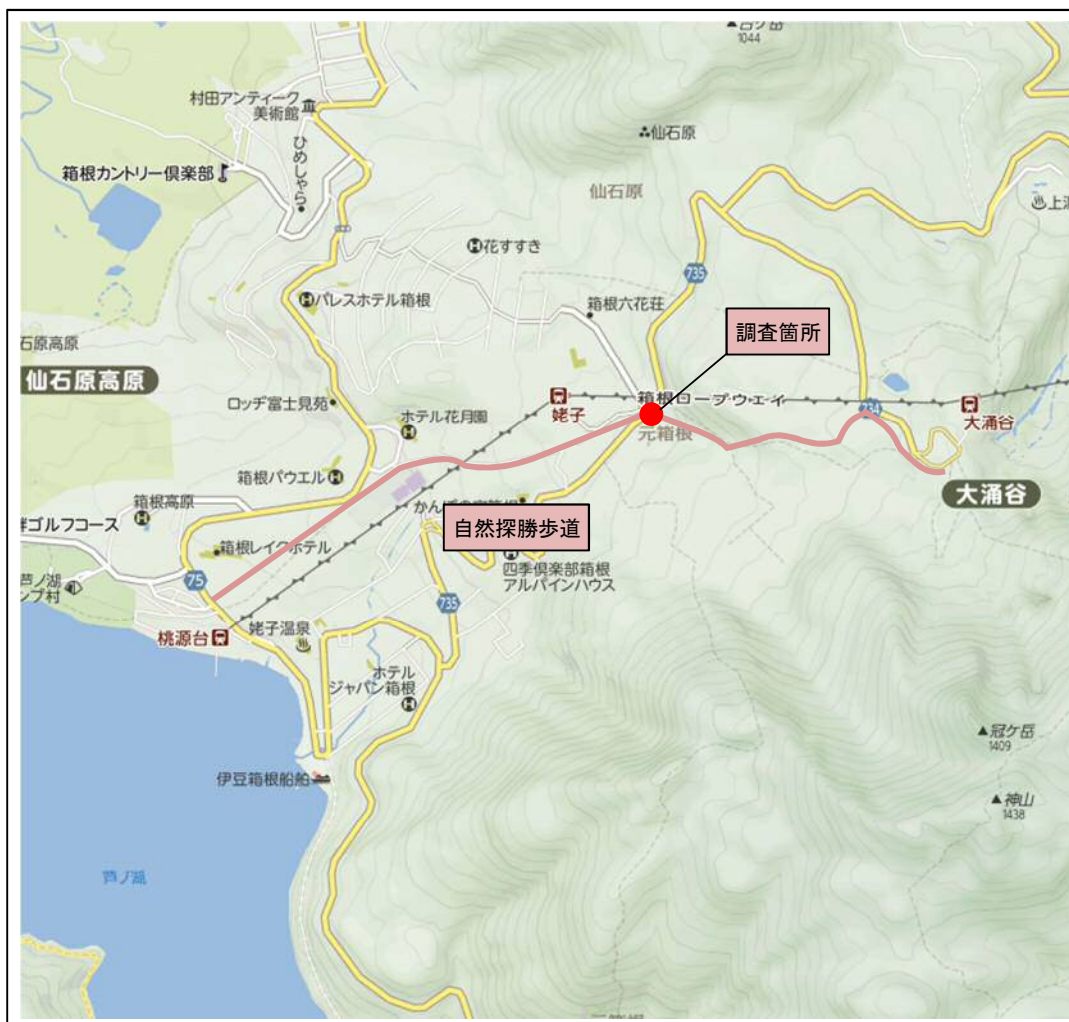 1044
村田アンティーク
美術館
ひめしゃら
仙石原
箱根カントリー倶楽部
仙石原
花すすき
735
パレスホテル箱根
箱根六花荘
調査箇所
石原高原
仙石原高原
ロッヂ富士見苑
姥子
箱根ロープウェイ
734
大涌谷
ホテル花月園
元箱根
箱根パウエル
大涌谷
箱根高原
ゴルフコース
自然探勝歩道
箱根レイクホテル
四季倶楽部箱根
アルパインハウス
75
芦ノ湖
ンプ村
735
桃源台
姥子温泉
ホテル
ジャパン箱根
冠ケ岳
1409
伊豆箱根船舶
神山
1438
芦ノ湖